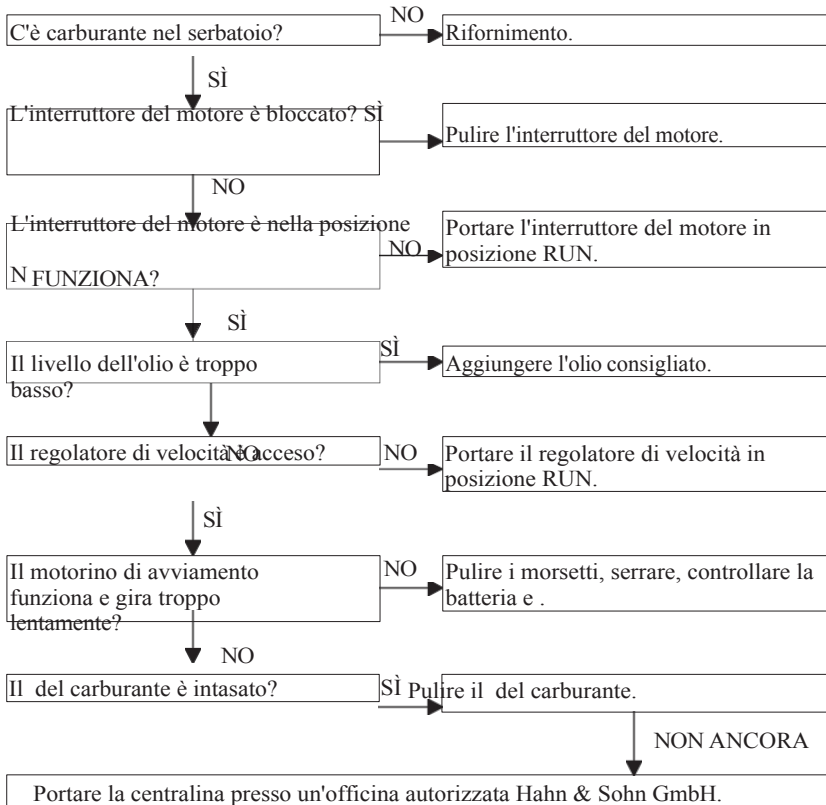 C'è carburante nel serbatoio?
NO
Rifornimento.
SÌ
L'interruttore del motore è bloccato? SÌ
Pulire l'interruttore del motore.
NO
L'interruttore del motore è nella posizione
N FUNZIONA?
NO
Portare l'interruttore del motore in
posizione RUN.
SÌ
Il livello dell'olio è troppo
basso?
SÌ
Aggiungere l'olio consigliato.
NO
Il regolatore di velocità è acceso?
NO
Portare il regolatore di velocità in
posizione RUN.
SÌ
Il motorino di avviamento
funziona e gira troppo
lentamente?
NO
Pulire i morsetti, serrare, controllare la
batteria e .
NO
Il del carburante è intasato?
SÌ
Pulire il del carburante.
NON ANCORA
Portare la centralina presso un'officina autorizzata Hahn & Sohn GmbH.